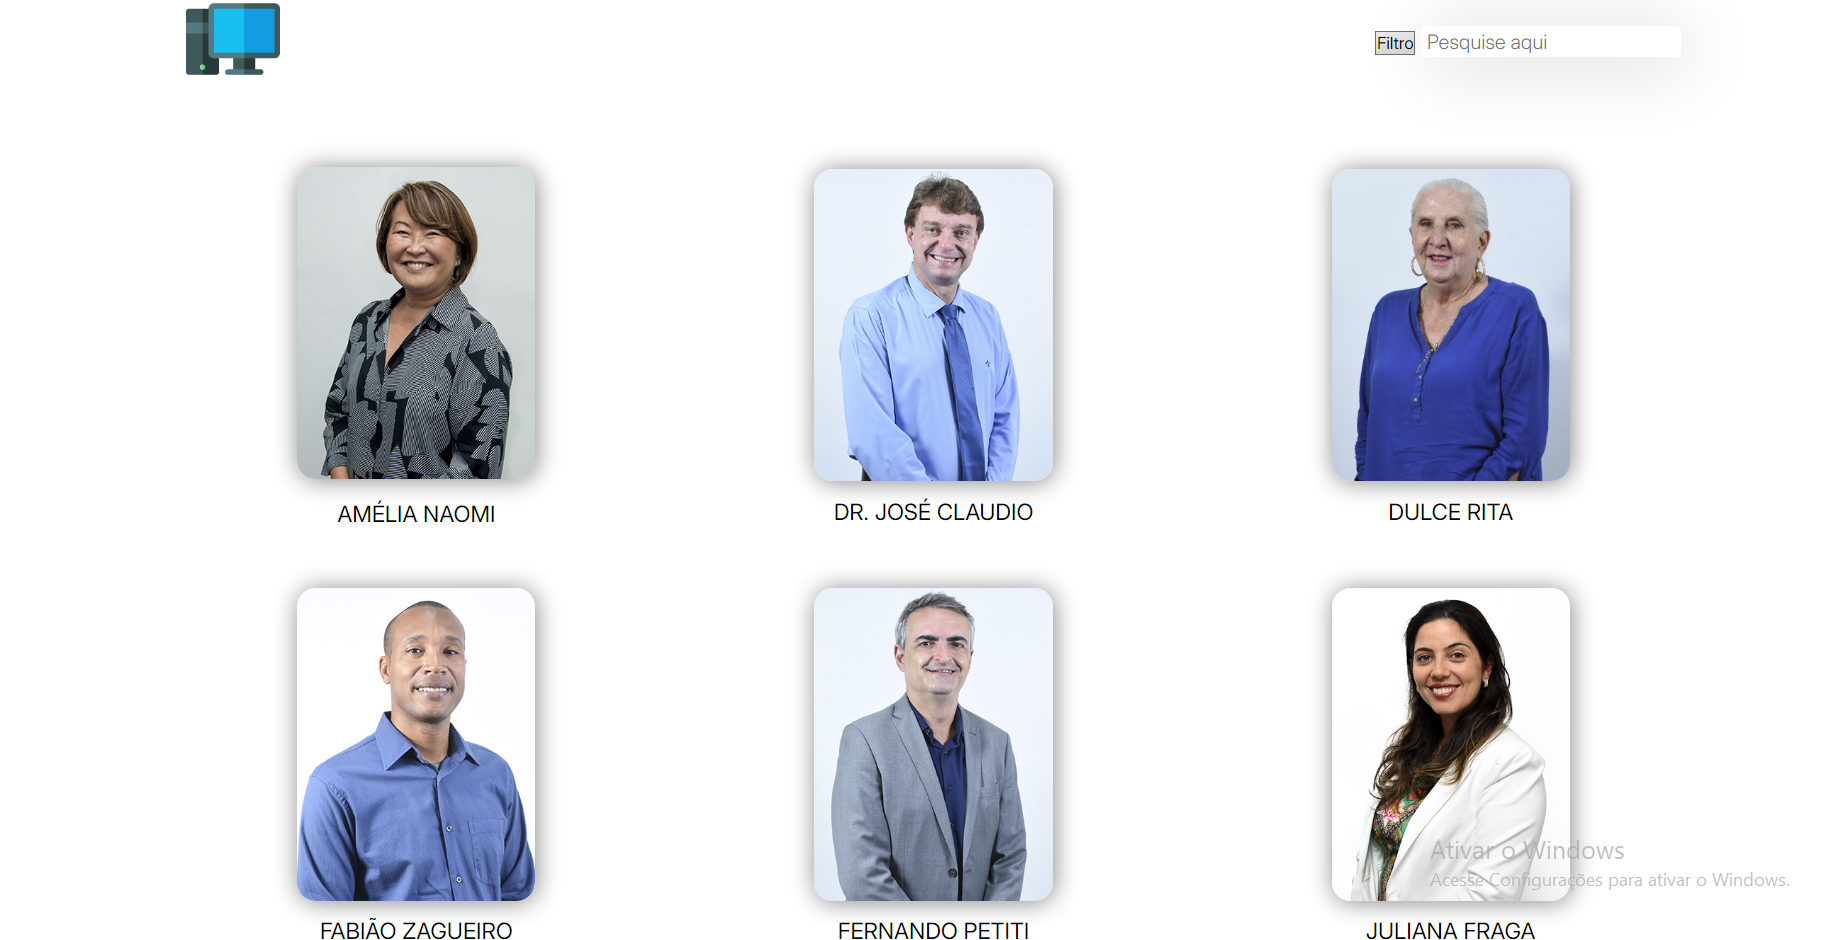 Filtro Pesquise aqui
AMÉLIA NAOMI
DR. JOSÉ CLAUDIO
DULCE RITA
FABIÃO ZAGUEIRO
FERNANDO PETITI
JULIANA FRAGA
Ativar o Windows
Acesse Configurações para ativar o Windows.